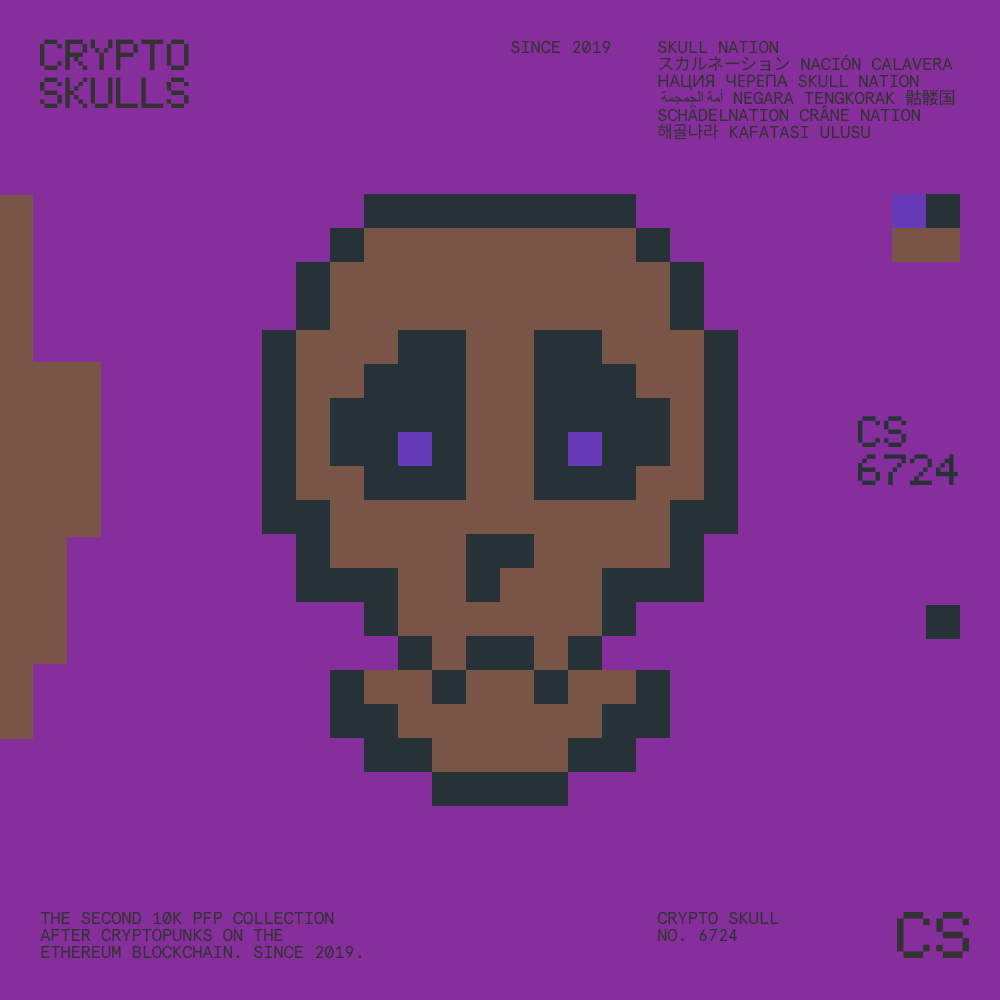 CRYPTO
SKULLS
SINCE 2019
SKULL NATION
スカルネーション NACIÓN CALAVERA
НАЦИЯ ЧЕРЕПА SKULL NATION
أمة الجمجمة NEGARA TENGKORAK 骷髅国
SCHÄDELNATION CRÂNE NATION
해골나라 KAFATASI ULUSU
CS
6724
THE SECOND 10K PFP COLLECTION
AFTER CRYPTOPUNKS ON THE
ETHEREUM BLOCKCHAIN. SINCE 2019.
CRYPTO SKULL
NO. 6724
CS